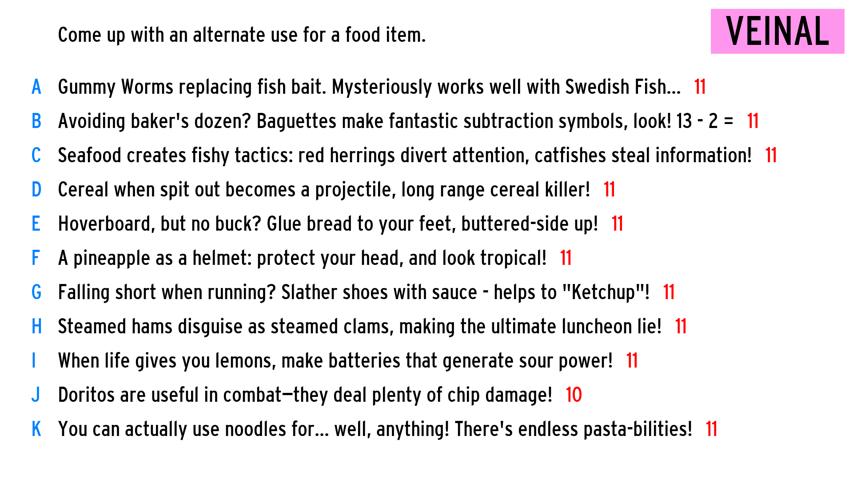 Come up with an alternate use for a food item.
VEINAL
A Gummy Worms replacing fish bait. Mysteriously works well with Swedish Fish... 11
B Avoiding baker's dozen? Baguettes make fantastic subtraction symbols, look! 13 - 2 = 11
C Seafood creates fishy tactics: red herrings divert attention, catfishes steal information! 11
D Cereal when spit out becomes a projectile, long range cereal killer! 11
E Hoverboard, but no buck? Glue bread to your feet, buttered-side up! 11
F A pineapple as a helmet: protect your head, and look tropical! 11
G Falling short when running? Slather shoes with sauce - helps to "Ketchup"! 11
H Steamed hams disguise as steamed clams, making the ultimate luncheon lie! 11
I When life gives you lemons, make batteries that generate sour power! 11
J Doritos are useful in combat—they deal plenty of chip damage! 10
K You can actually use noodles for... well, anything! There's endless pasta-bilities! 11